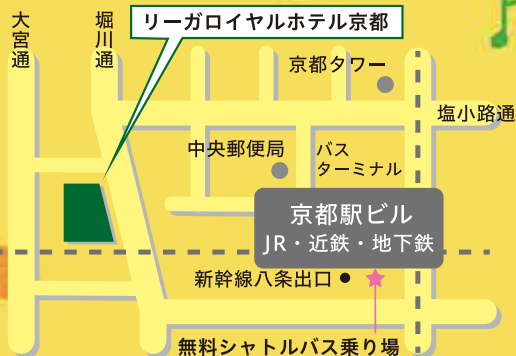 大宮通
堀川通
リーガロイヤルホテル京都
京都タワー
塩小路通
中央郵便局
バス
ターミナル
京都駅ビル
JR・近鉄・地下鉄
新幹線八条出口
無料シャトルバス乗り場